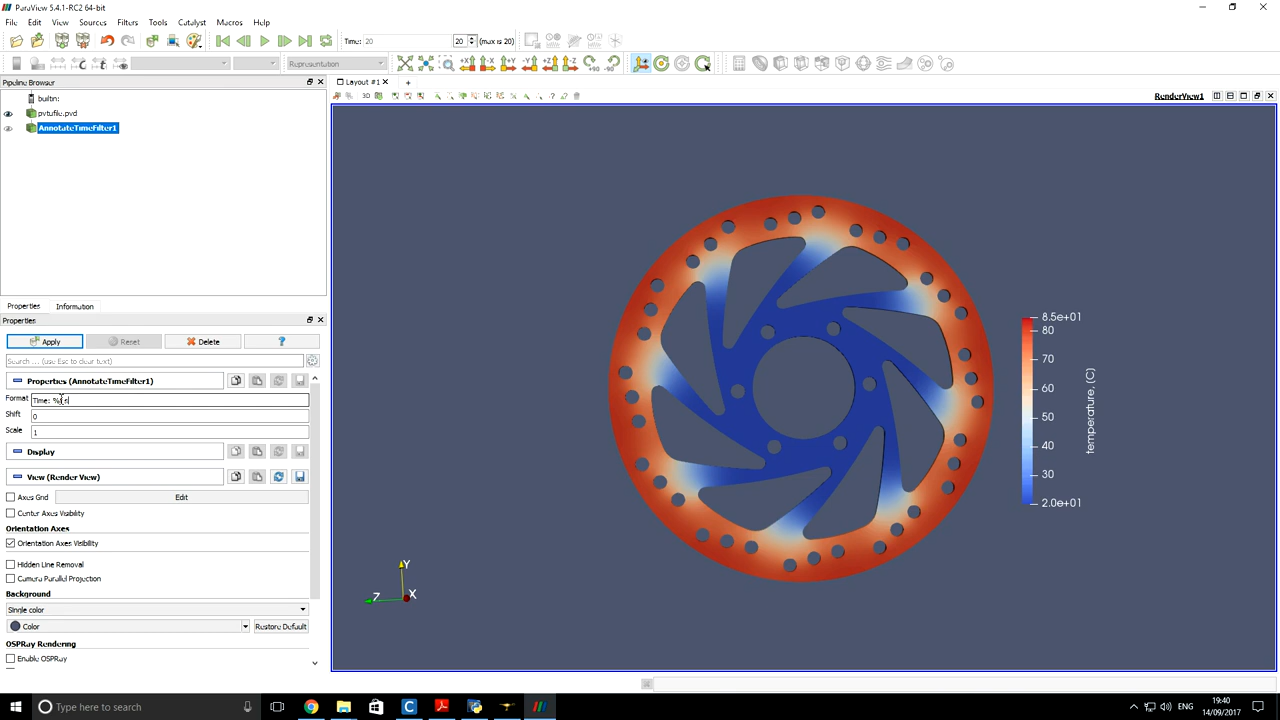 ParaView 5.4.1-RC2 64-bit
File Edit View Sources Filters Tools Catalyst Macros Help
Time: 20 20 (max is 20)
Representation
+X -X +Y -Y +Z -Z +90 -90
Pipeline Browser
Layout #1
builtin:
3D
RenderView1
pvtufile.pvd
AnnotateTimeFilter1
Properties Information
Properties
Apply Reset Delete ?
Search ... (use Esc to clear text)
Properties (AnnotateTimeFilter1)
Format
Shift 0
Scale 1
Display
View (Render View)
Axes Grid Edit
Center Axes Visibility
Orientation Axes
Orientation Axes Visibility
Hidden Line Removal
Camera Parallel Projection
Background
Single color
Color Restore Default
OSPRay Rendering
Enable OSPRay
8.5e+01
80
70
60
50
40
30
2.0e+01
temperature, (C)
Y
Z X
Type here to search
ENG
19:40
14/09/2017